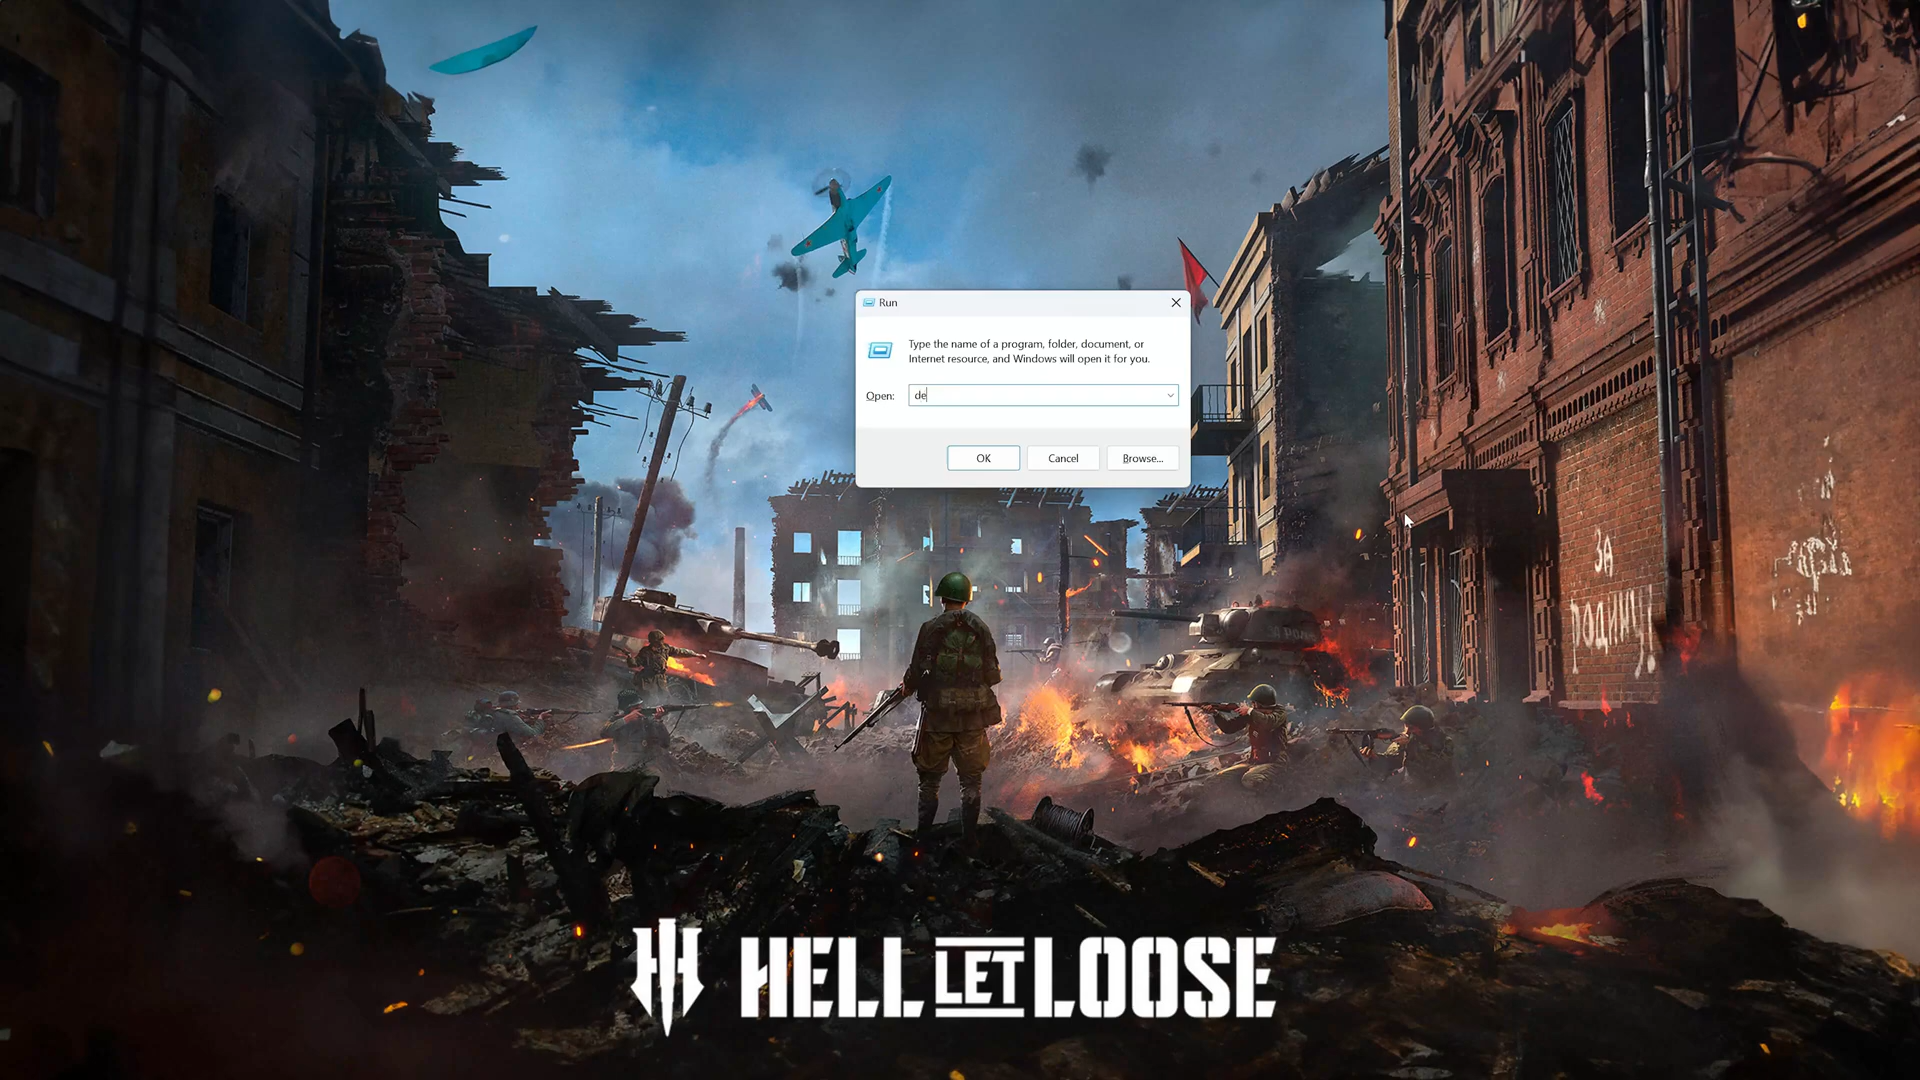 Run
Type the name of a program, folder, document, or
Internet resource, and Windows will open it for you.
Open:
de
OK
Cancel
Browse...
ЗА
РОДИНУ!
HELL LET LOOSE